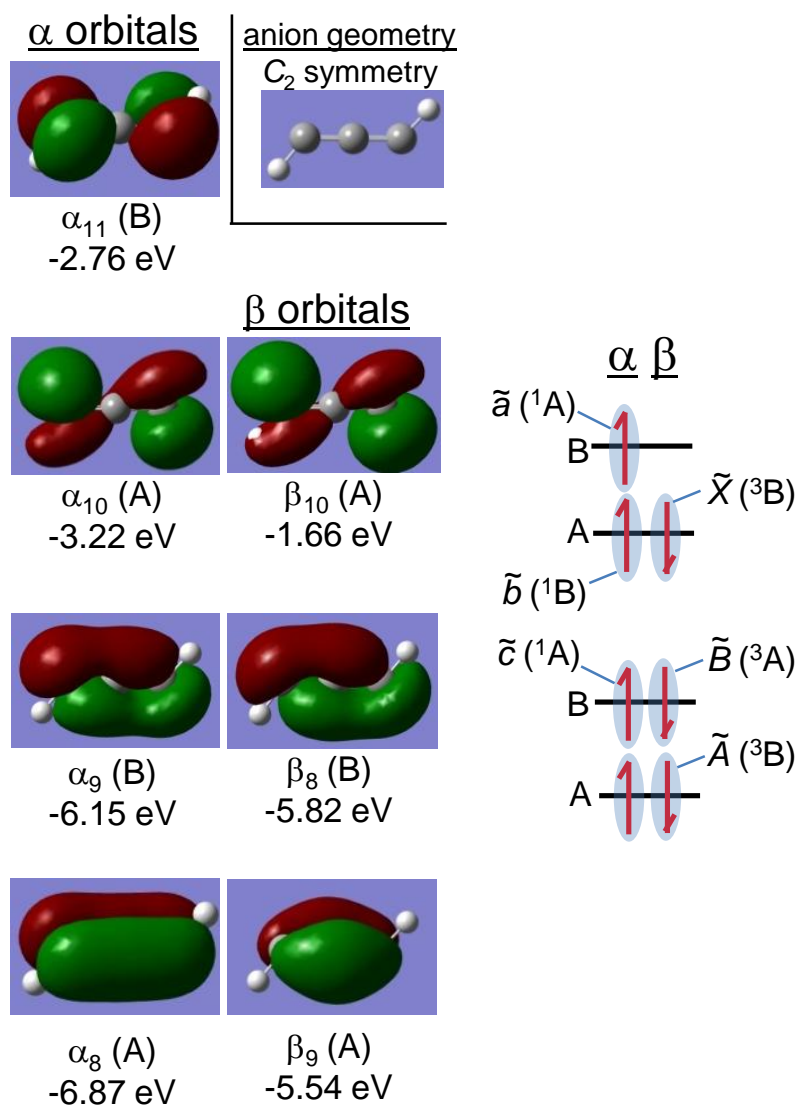 α orbitals
anion geometry
C₂ symmetry
α₁₁ (B)
-2.76 eV
β orbitals
α₁₀ (A)
-3.22 eV
β₁₀ (A)
-1.66 eV
α₉ (B)
-6.15 eV
β₈ (B)
-5.82 eV
α₈ (A)
-6.87 eV
β₉ (A)
-5.54 eV
α β
ã (¹A)
B
X̃ (³B)
A
b̃ (¹B)
c̃ (¹A)
B̃ (³A)
B
Ã (³B)
A